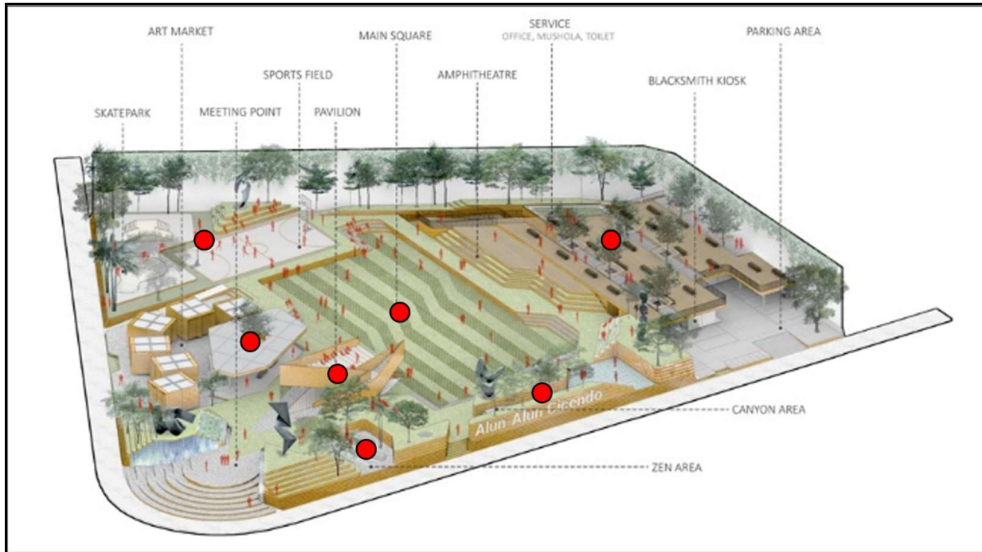 ART MARKET
MAIN SQUARE
SERVICE
OFFICE, MUSHOLA, TOILET
PARKING AREA
SPORTS FIELD
AMPHITHEATRE
BLACKSMITH KIOSK
SKATEPARK
MEETING POINT
PAVILION
Alun-Alun Cicendo
CANYON AREA
ZEN AREA